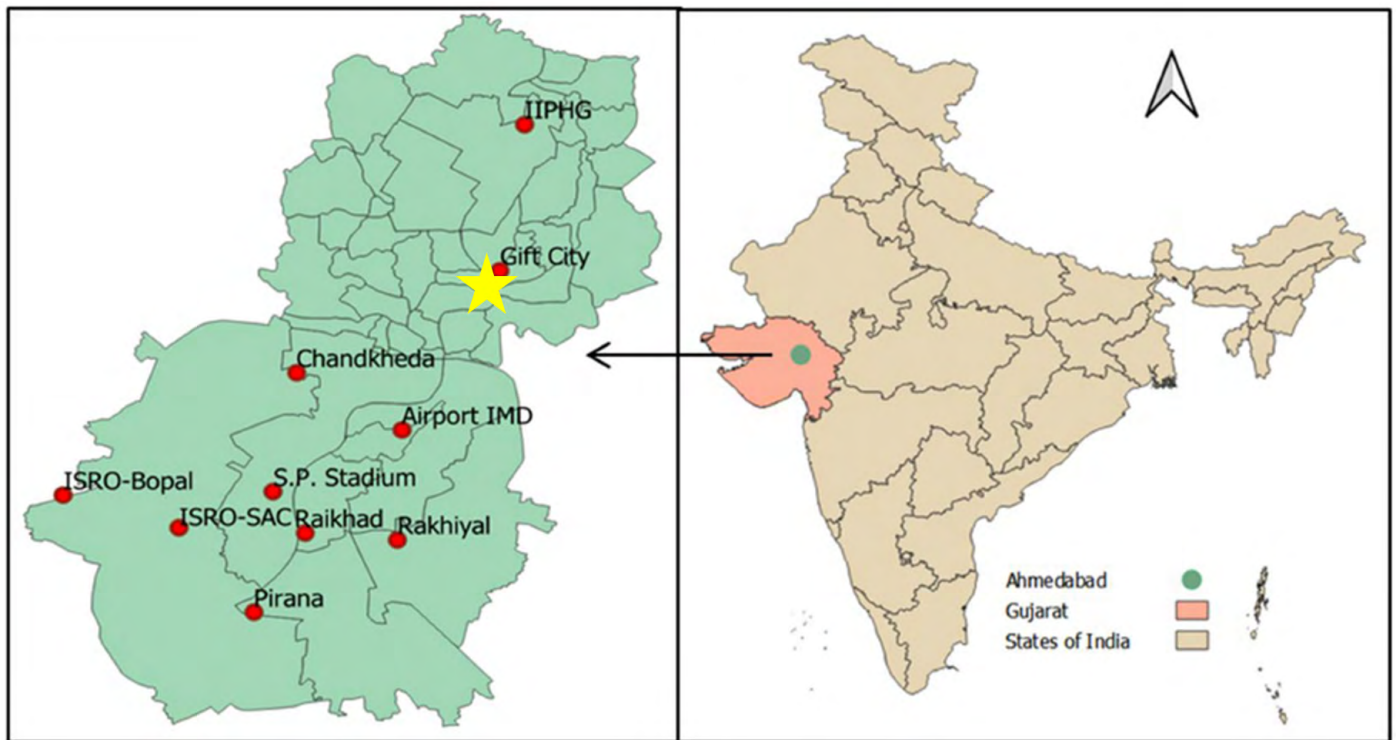 IIPHG
Gift City
Chandkheda
Airport IMD
ISRO-Bopal
S.P. Stadium
ISRO-SAC
Raikhad
Rakhiyal
Pirana
Ahmedabad
Gujarat
States of India